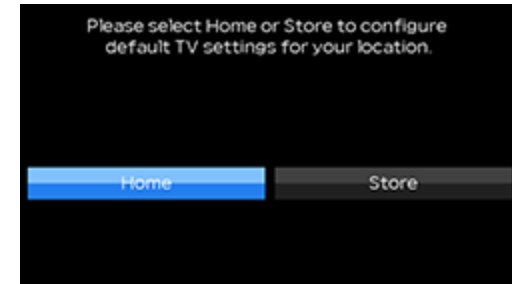 Please select Home or Store to configure
default TV settings for your location.
Home
Store